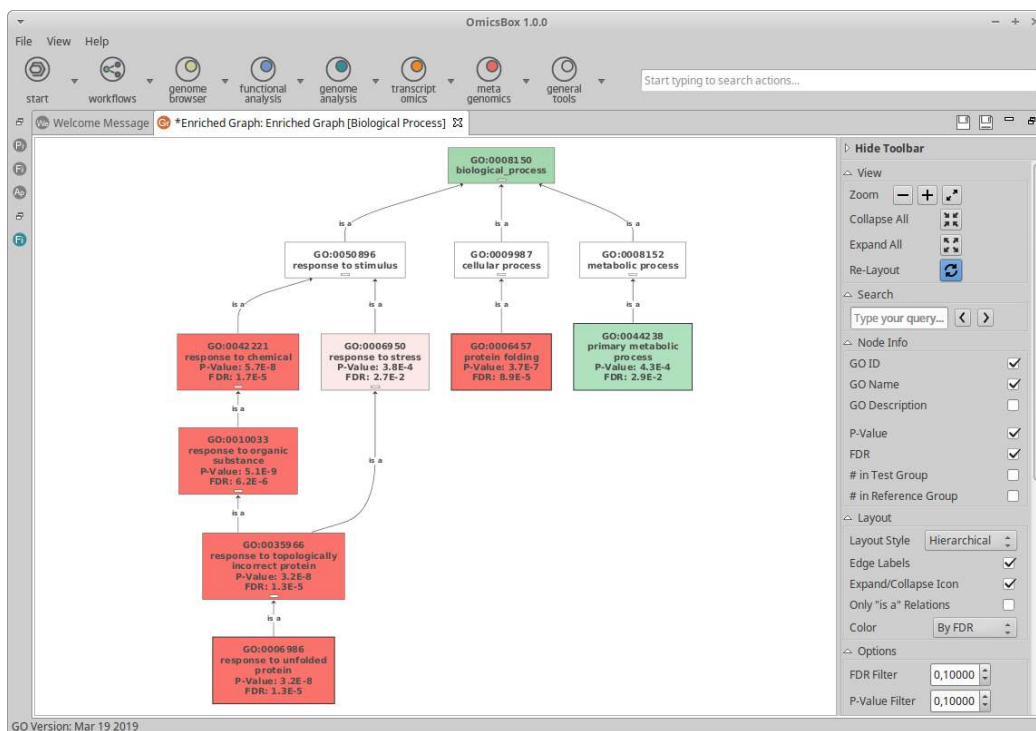 OmicsBox 1.0.0
File View Help
start
workflows
genome browser
functional analysis
genome analysis
transcript omics
meta genomics
general tools
Start typing to search actions...
Welcome Message
*Enriched Graph: Enriched Graph [Biological Process]
GO:0008150
biological_process
is a
is a
is a
GO:0050896
response to stimulus
GO:0009987
cellular process
GO:0008152
metabolic process
is a
is a
is a
is a
GO:0042221
response to chemical
P-Value: 5.7E-8
FDR: 1.7E-5
GO:0006950
response to stress
P-Value: 3.8E-4
FDR: 2.7E-2
GO:0006457
protein folding
P-Value: 3.7E-7
FDR: 8.9E-5
GO:0044238
primary metabolic
process
P-Value: 4.3E-4
FDR: 2.9E-2
is a
GO:0010033
response to organic
substance
P-Value: 5.1E-9
FDR: 6.2E-6
is a
is a
GO:0035966
response to topologically
incorrect protein
P-Value: 3.2E-8
FDR: 1.3E-5
is a
GO:0006986
response to unfolded
protein
P-Value: 3.2E-8
FDR: 1.3E-5
Hide Toolbar
View
Zoom
Collapse All
Expand All
Re-Layout
Search
Type your query...
Node Info
GO ID
GO Name
GO Description
P-Value
FDR
# in Test Group
# in Reference Group
Layout
Layout Style Hierarchical
Edge Labels
Expand/Collapse Icon
Only "is a" Relations
Color By FDR
Options
FDR Filter 0,10000
P-Value Filter 0,10000
GO Version: Mar 19 2019